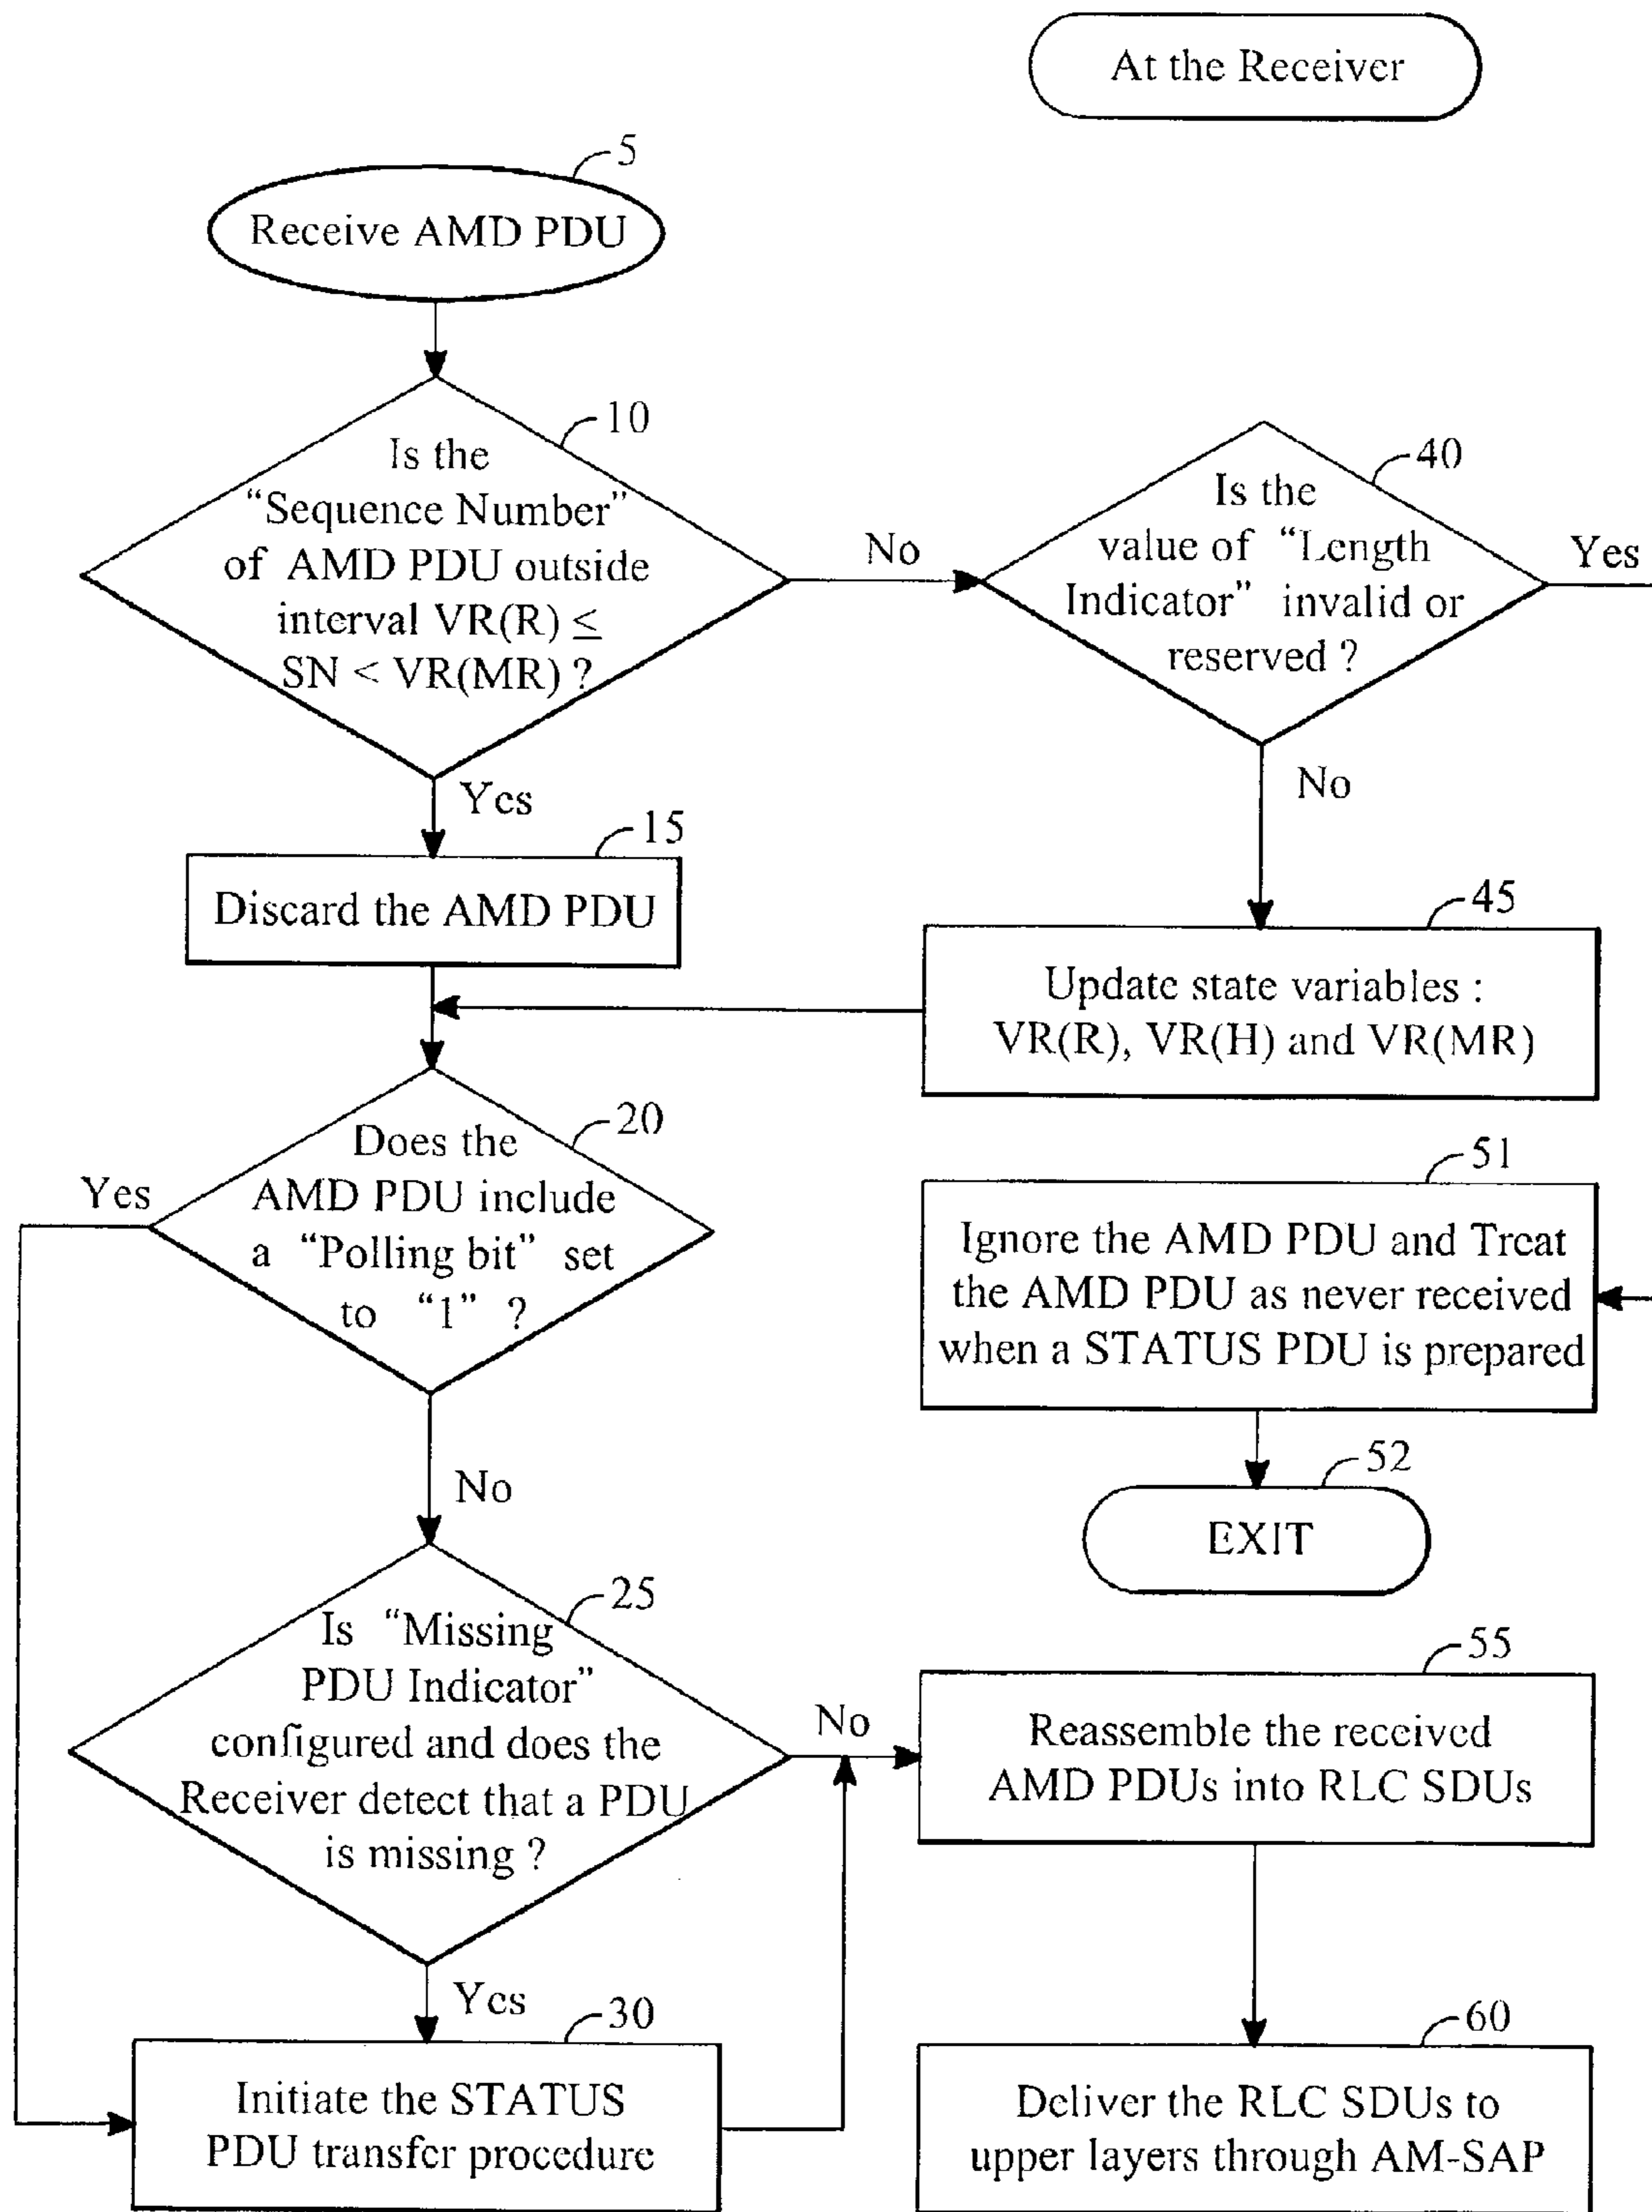 At the Receiver
5
Receive AMD PDU
10
Is the
“Sequence Number”
of AMD PDU outside
interval VR(R) ≤
SN < VR(MR) ?
No
Yes
40
Is the
value of “Length
Indicator” invalid or
reserved ?
Yes
No
15
Discard the AMD PDU
45
Update state variables :
VR(R), VR(H) and VR(MR)
20
Does the
AMD PDU include
a “Polling bit” set
to “1” ?
Yes
No
51
Ignore the AMD PDU and Treat
the AMD PDU as never received
when a STATUS PDU is prepared
52
EXIT
25
Is “Missing
PDU Indicator”
configured and does the
Receiver detect that a PDU
is missing ?
No
Yes
55
Reassemble the received
AMD PDUs into RLC SDUs
30
Initiate the STATUS
PDU transfer procedure
60
Deliver the RLC SDUs to
upper layers through AM-SAP